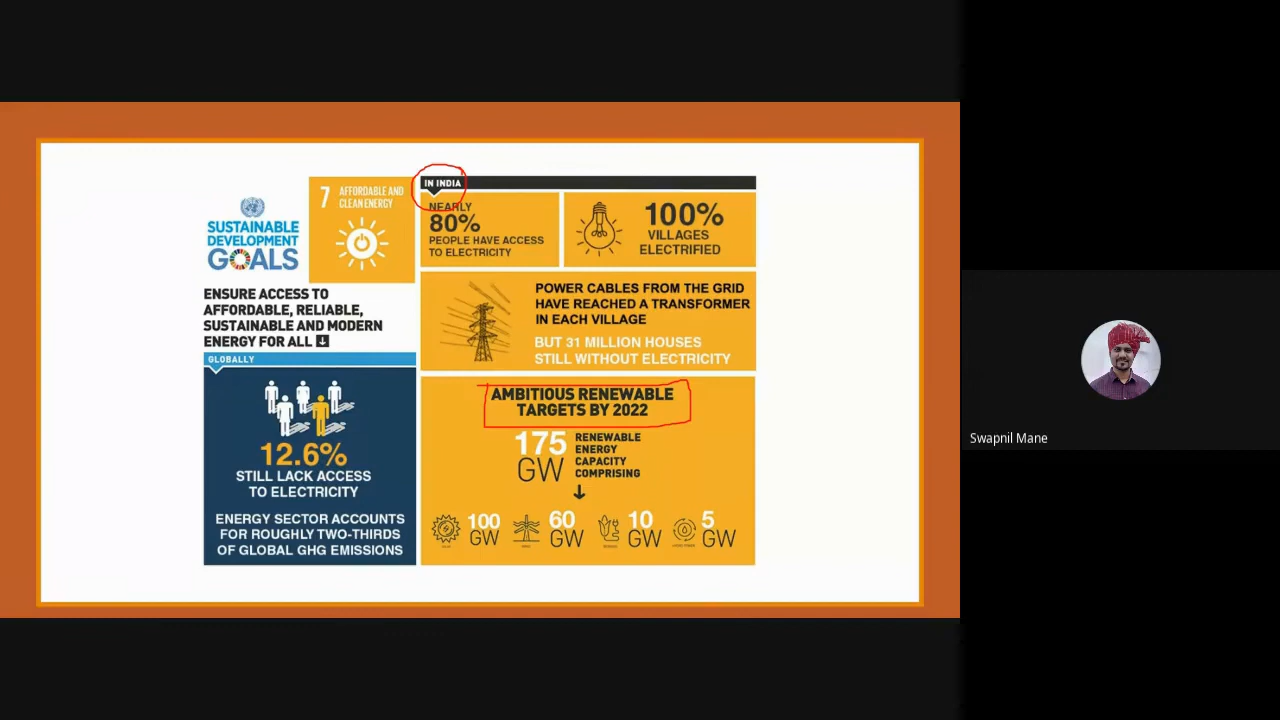 SUSTAINABLE
DEVELOPMENT
GOALS
7 AFFORDABLE AND
CLEAN ENERGY
ENSURE ACCESS TO
AFFORDABLE, RELIABLE,
SUSTAINABLE AND MODERN
ENERGY FOR ALL
GLOBALLY
12.6%
STILL LACK ACCESS
TO ELECTRICITY
ENERGY SECTOR ACCOUNTS
FOR ROUGHLY TWO-THIRDS
OF GLOBAL GHG EMISSIONS
IN INDIA
NEARLY
80%
PEOPLE HAVE ACCESS
TO ELECTRICITY
100%
VILLAGES
ELECTRIFIED
POWER CABLES FROM THE GRID
HAVE REACHED A TRANSFORMER
IN EACH VILLAGE
BUT 31 MILLION HOUSES
STILL WITHOUT ELECTRICITY
AMBITIOUS RENEWABLE
TARGETS BY 2022
175
GW
RENEWABLE
ENERGY
CAPACITY
COMPRISING
100
GW
60
GW
10
GW
5
GW
Swapnil Mane